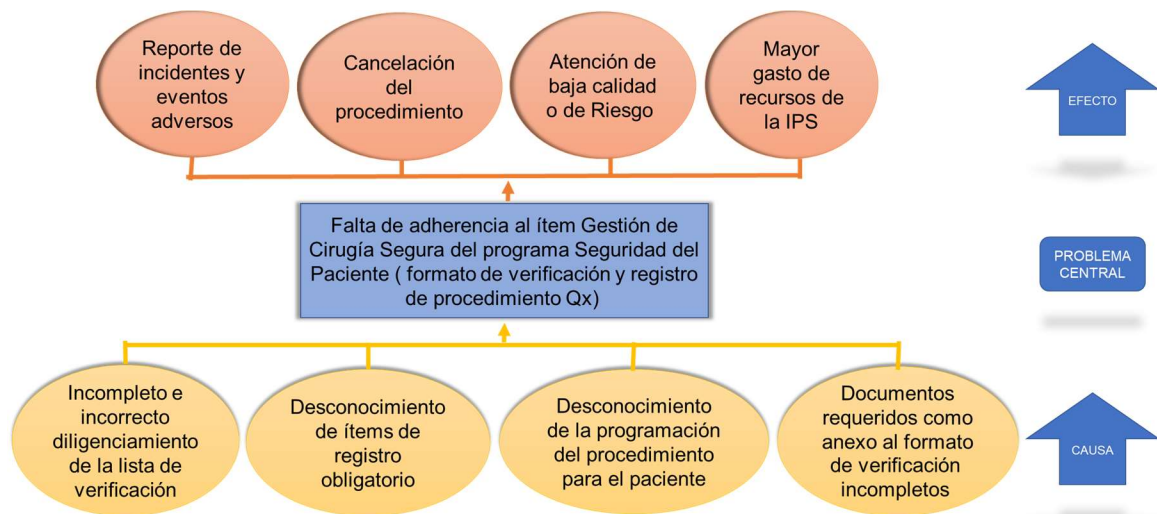 Reporte de
incidentes y
eventos
adversos
Cancelación
del
procedimiento
Atención de
baja calidad
o de Riesgo
Mayor
gasto de
recursos de
la IPS
EFECTO
Falta de adherencia al ítem Gestión de
Cirugía Segura del programa Seguridad del
Paciente ( formato de verificación y registro
de procedimiento Qx)
PROBLEMA
CENTRAL
Incompleto e
incorrecto
diligenciamiento
de la lista de
verificación
Desconocimiento
de ítems de
registro
obligatorio
Desconocimiento
de la programación
del procedimiento
para el paciente
Documentos
requeridos como
anexo al formato
de verificación
incompletos
CAUSA